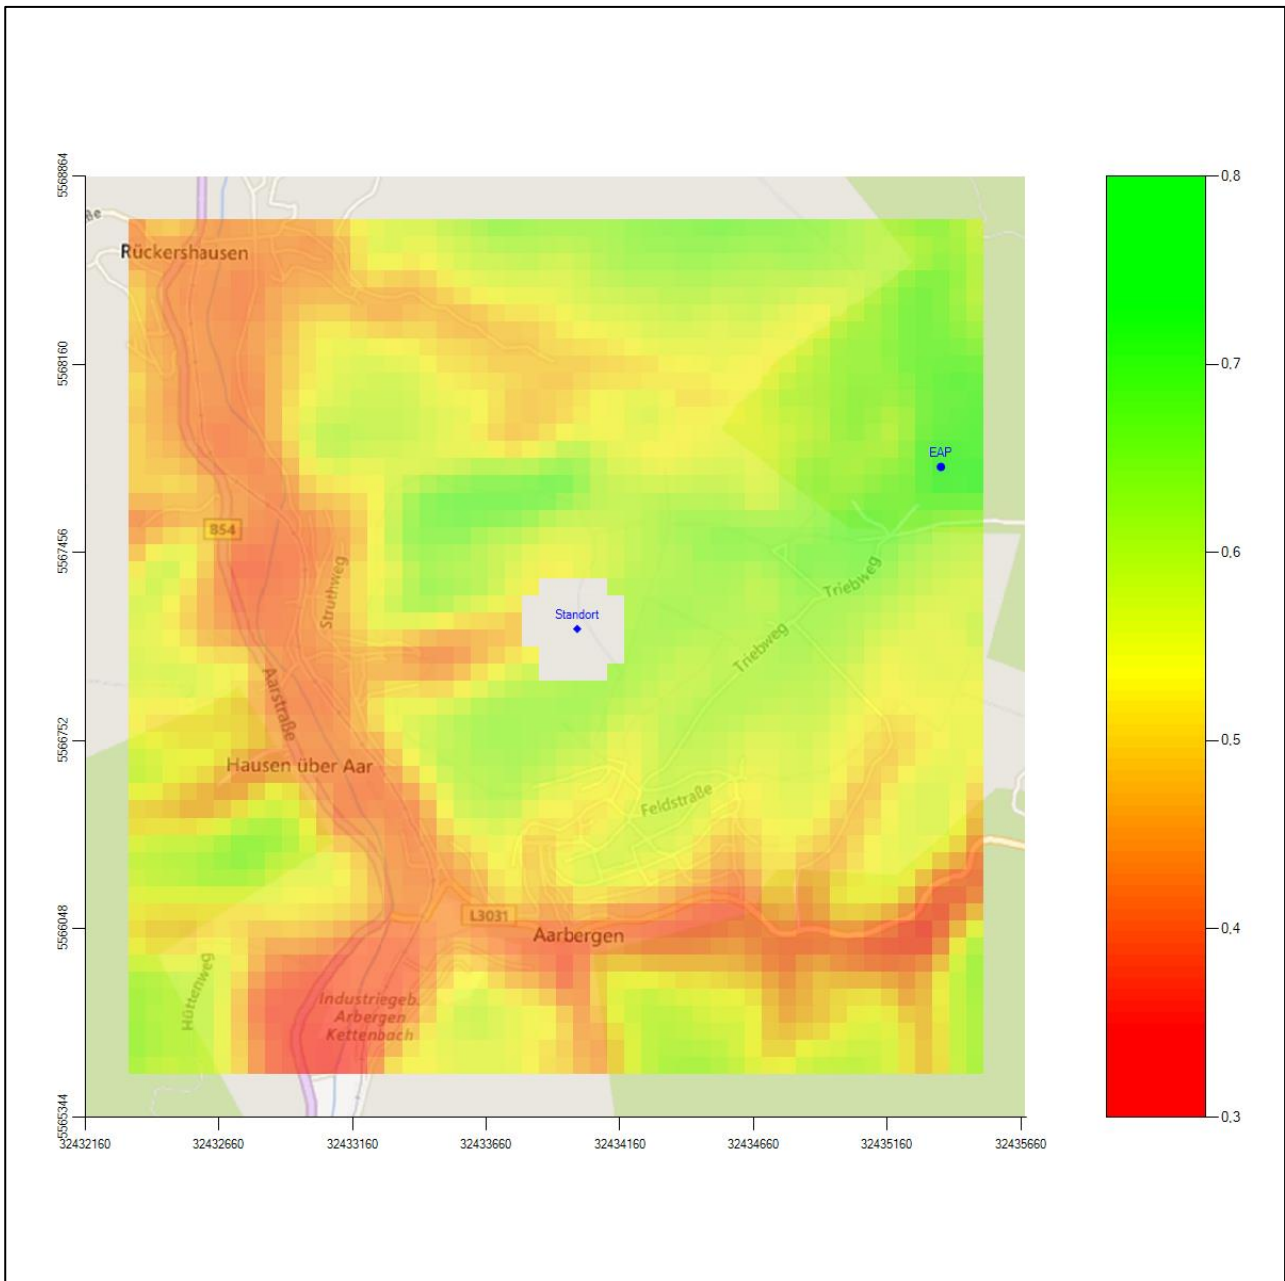 5568864
5568160
5567456
5566752
5566048
5565344
32432160
32432660
32433160
32433660
32434160
32434660
32435160
32435660
ße
Rückershausen
B54
Struthweg
Aarstraße
Hausen über Aar
Hüttenweg
Industriegeb.
Arbergen
Kettenbach
L3031
Aarbergen
Feldstraße
Triebweg
Triebweg
Standort
EAP
0.8
0.7
0.6
0.5
0.4
0.3